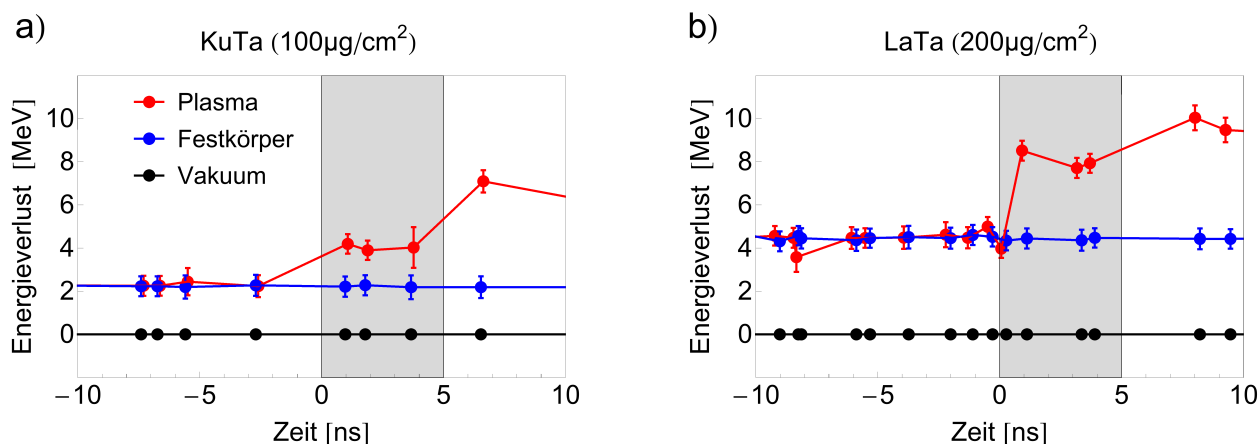 a)
KuTa (100µg/cm²)
Energieverlust [MeV]
10
8
6
4
2
0
Plasma
Festkörper
Vakuum
−10 −5 0 5 10
Zeit [ns]
b)
LaTa (200µg/cm²)
Energieverlust [MeV]
10
8
6
4
2
0
−10 −5 0 5 10
Zeit [ns]